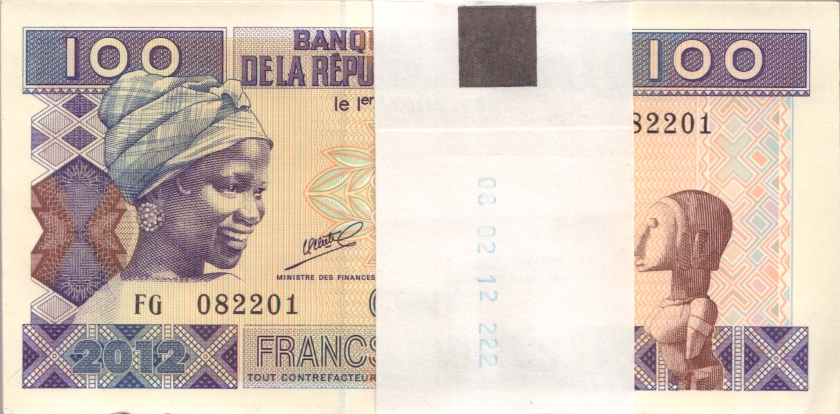 100 BANQU 100
DE LA RÉPU
le 1er
82201
MINISTRE DES FINANCES
FG 082201
08 02 12 222
2012 FRANCS
TOUT CONTREFACTEUR